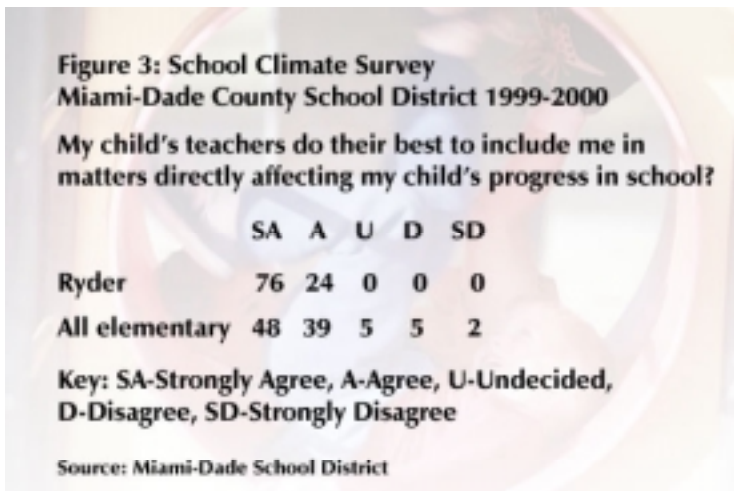 Figure 3: School Climate Survey
Miami-Dade County School District 1999-2000
My child's teachers do their best to include me in
matters directly affecting my child's progress in school?
SA A U D SD
Ryder 76 24 0 0 0
All elementary 48 39 5 5 2
Key: SA-Strongly Agree, A-Agree, U-Undecided,
D-Disagree, SD-Strongly Disagree
Source: Miami-Dade School District